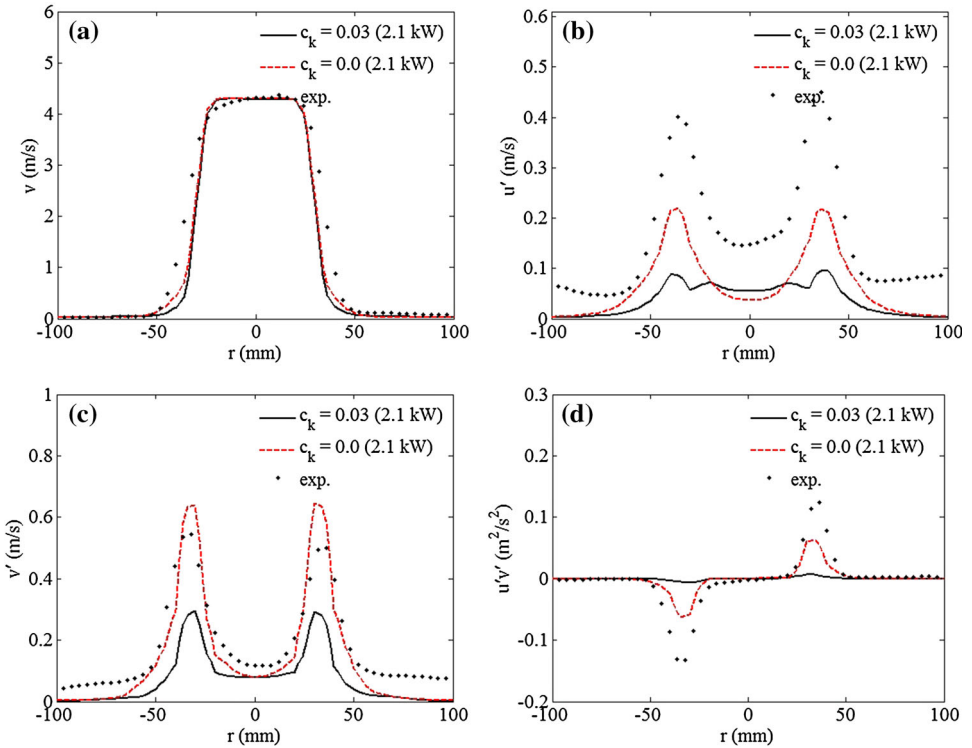 (a)
c_k = 0.03 (2.1 kW)
c_k = 0.0 (2.1 kW)
exp.
6
5
4
3
2
1
0
v (m/s)
-100
-50
0
50
100
r (mm)
(b)
c_k = 0.03 (2.1 kW)
c_k = 0.0 (2.1 kW)
exp.
0.6
0.5
0.4
0.3
0.2
0.1
0
u′ (m/s)
-100
-50
0
50
100
r (mm)
(c)
c_k = 0.03 (2.1 kW)
c_k = 0.0 (2.1 kW)
exp.
1
0.8
0.6
0.4
0.2
0
v′ (m/s)
-100
-50
0
50
100
r (mm)
(d)
c_k = 0.03 (2.1 kW)
c_k = 0.0 (2.1 kW)
exp.
0.3
0.2
0.1
0
-0.1
-0.2
u′v′ (m²/s²)
-100
-50
0
50
100
r (mm)